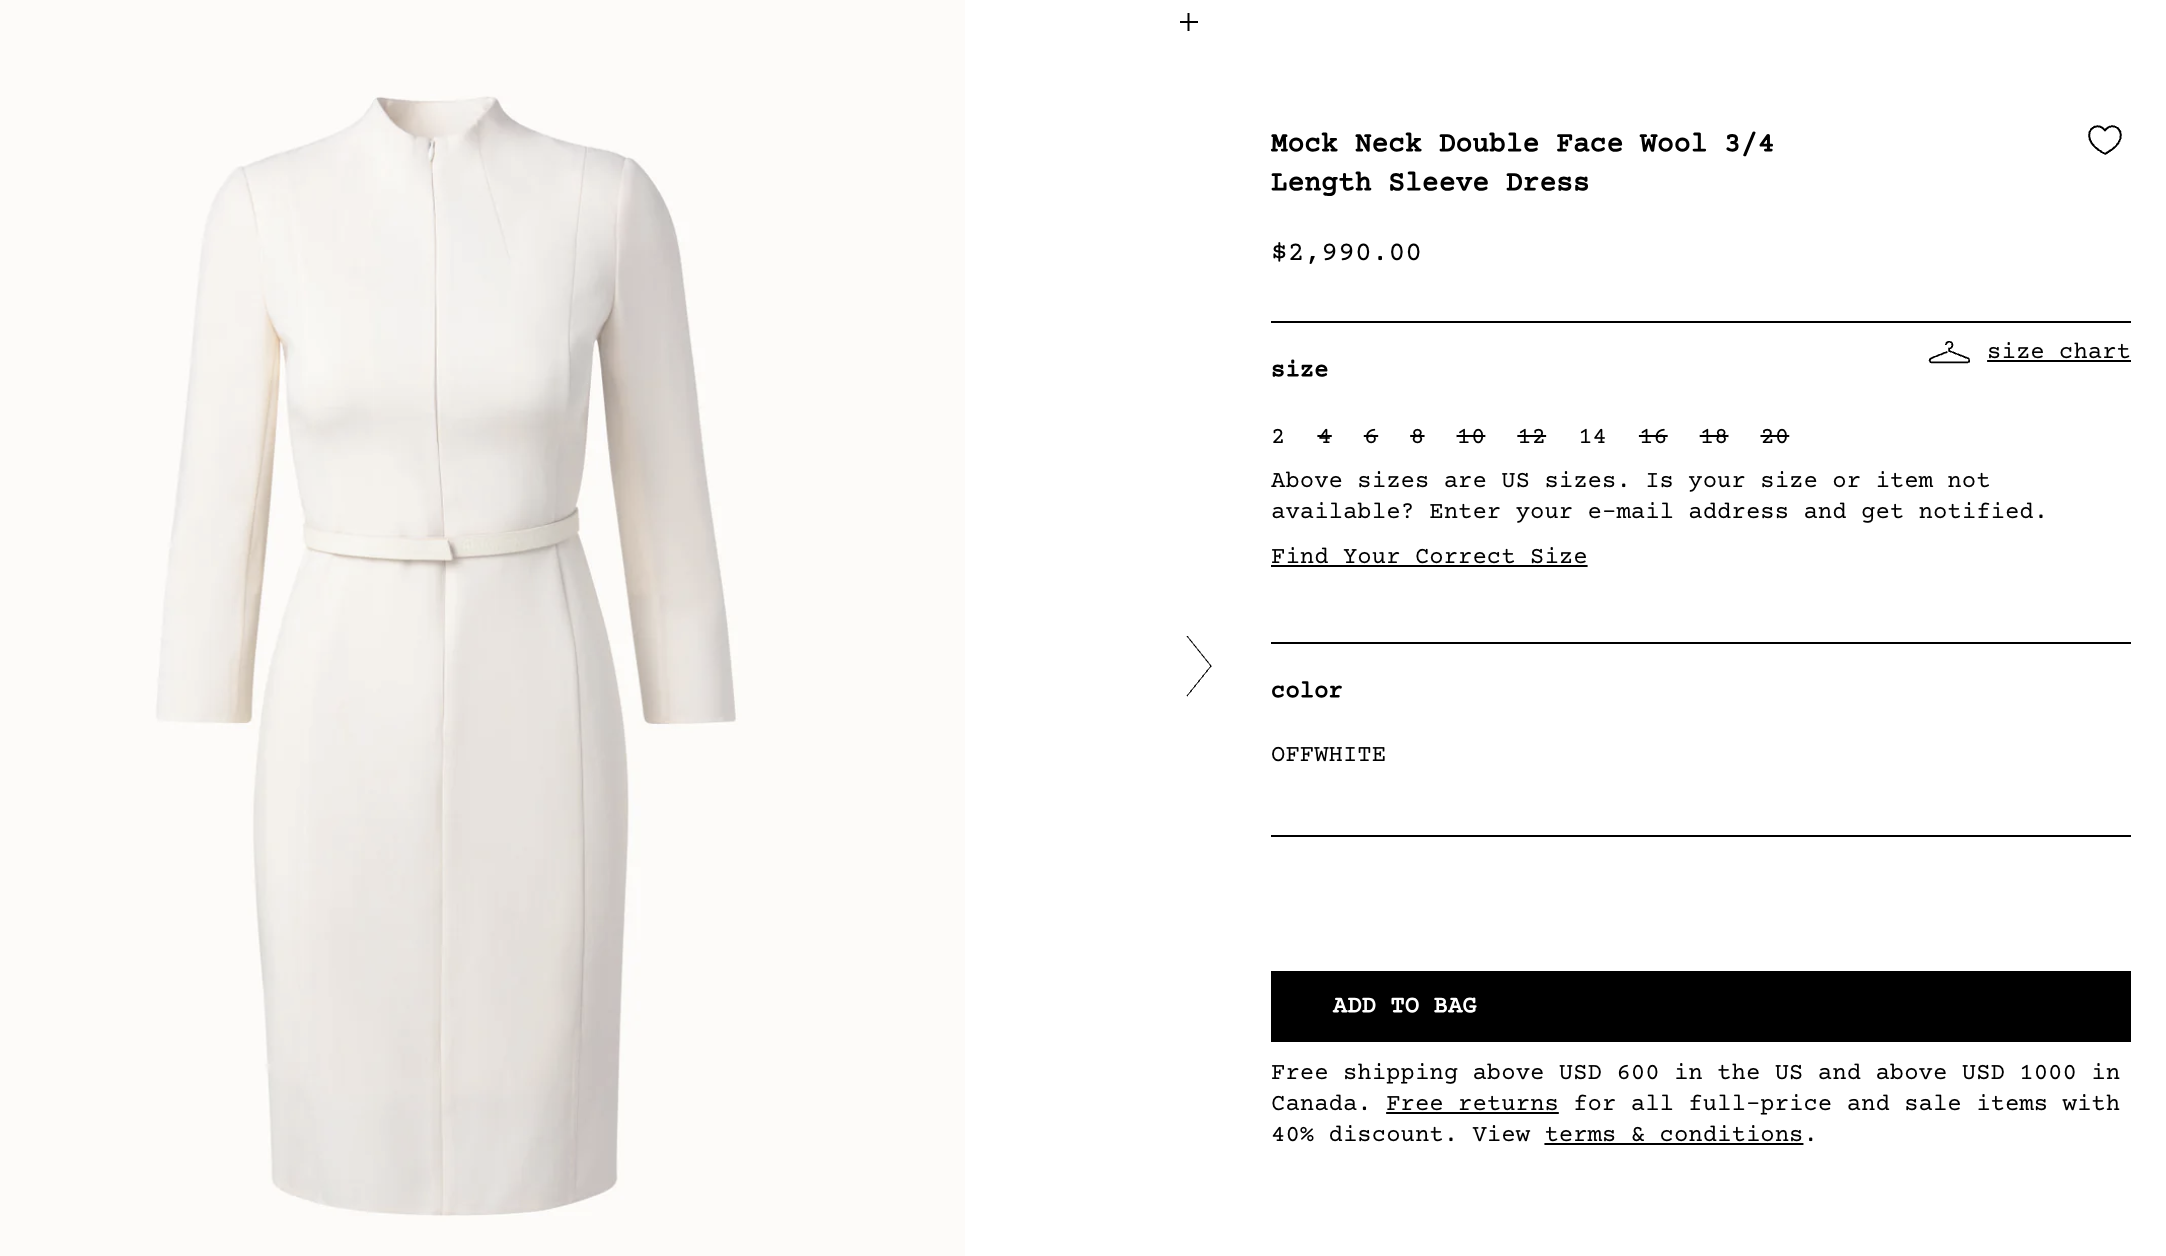 Mock Neck Double Face Wool 3/4
Length Sleeve Dress
$2,990.00
size chart
size
2 4 6 8 10 12 14 16 18 20
Above sizes are US sizes. Is your size or item not
available? Enter your e-mail address and get notified.
Find Your Correct Size
color
OFFWHITE
ADD TO BAG
Free shipping above USD 600 in the US and above USD 1000 in
Canada. Free returns for all full-price and sale items with
40% discount. View terms & conditions.